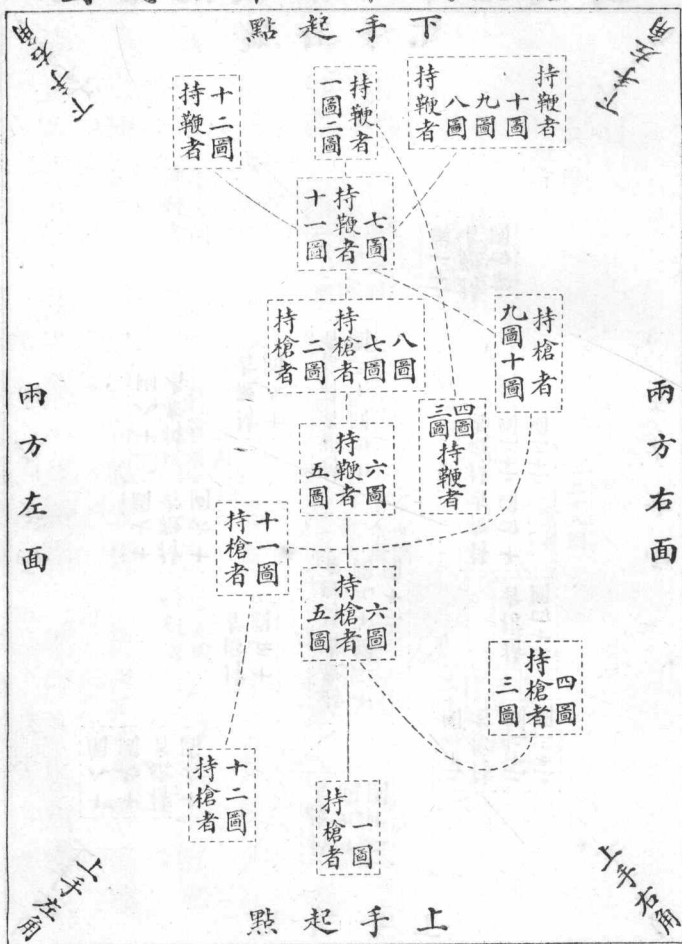 下手起點
下手左角
下手右角
持鞭者
十圖
九圖
八圖
持鞭者
持鞭者
一圖二圖
十二圖
持鞭者
七圖
持鞭者
十一圖
持槍者
九圖十圖
八圖
七圖
持槍者
二圖
持槍者
兩方右面
四圖
三圖
持鞭者
六圖
持鞭者
五圖
兩方左面
十一圖
持槍者
六圖
持槍者
五圖
四圖
持槍者
三圖
十二圖
持槍者
一圖
持槍者
上手右角
上手左角
上手起點